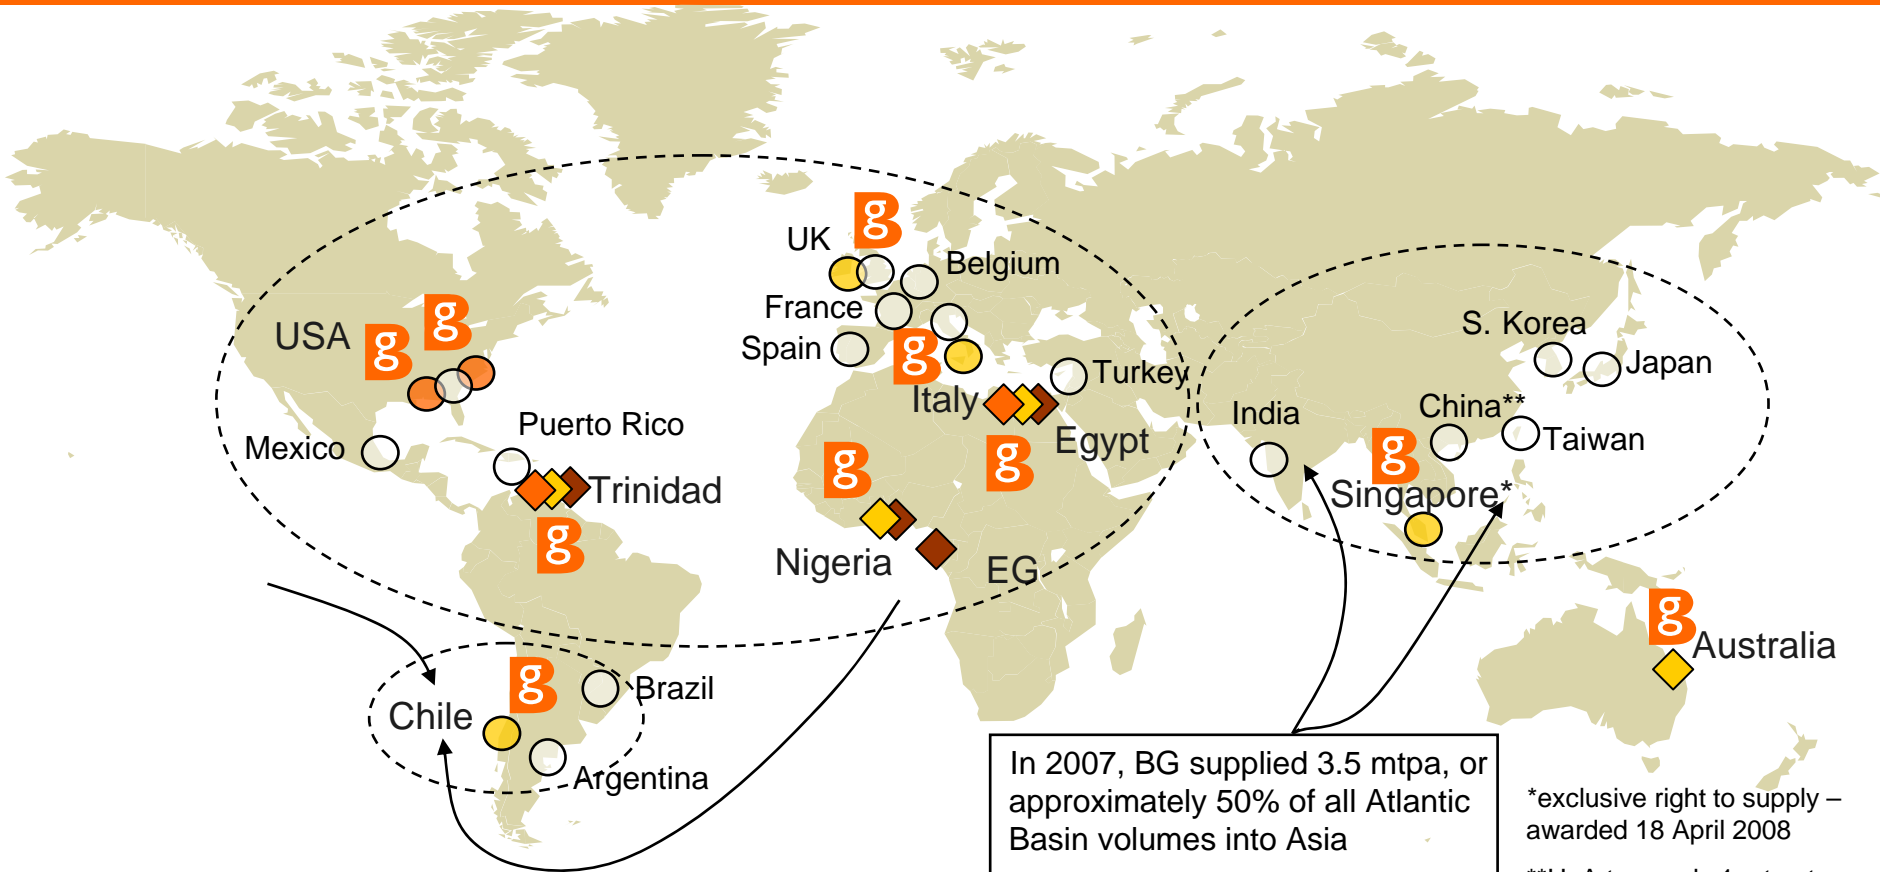 g
UK
Belgium
g
France
g
USA
g
Spain
g
S. Korea
Turkey
Japan
Italy
India
China**
Puerto Rico
Mexico
Egypt
g
Taiwan
g
g
Trinidad
Singapore*
g
Nigeria
EG
g
Australia
g
Brazil
Chile
Argentina
In 2007, BG supplied 3.5 mtpa, or
approximately 50% of all Atlantic
Basin volumes into Asia
*exclusive right to supply –
awarded 18 April 2008